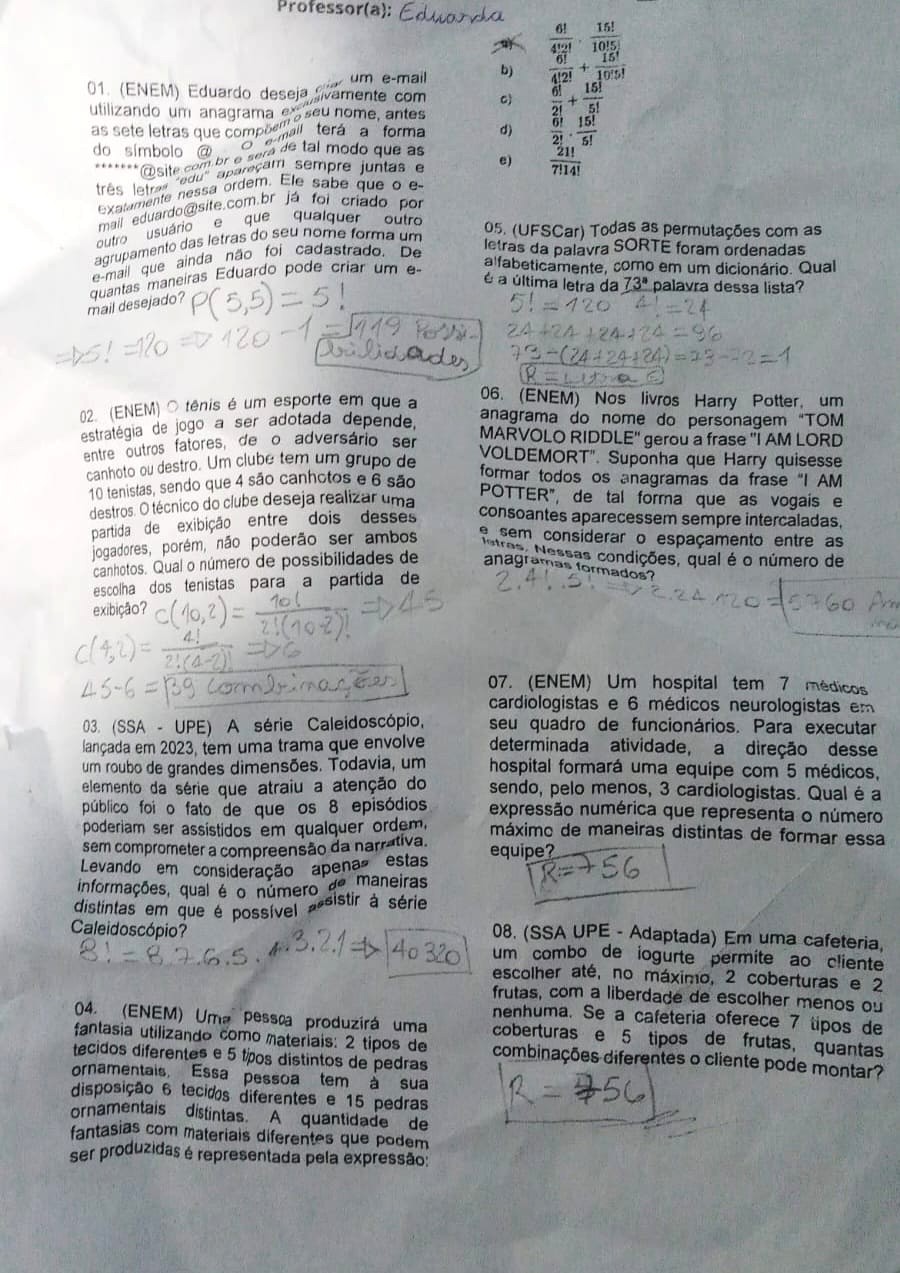 Professor(a): Eduarda
01. (ENEM) Eduardo deseja criar um e-mail
utilizando um anagrama exclusivamente com
as sete letras que compõem o seu nome, antes
do símbolo @ O e-mail terá a forma
*******@site.com.br e será de tal modo que as
três letras "edu" apareçam sempre juntas e
exatamente nessa ordem. Ele sabe que o e-
mail eduardo@site.com.br já foi criado por
outro usuário e que qualquer outro
agrupamento das letras do seu nome forma um
e-mail que ainda não foi cadastrado. De
quantas maneiras Eduardo pode criar um e-
mail desejado? P(5,5) = 5!
=> 5! = 120 => 120 - 1 = 119 Possi-
bilidades
02. (ENEM) O tênis é um esporte em que a
estratégia de jogo a ser adotada depende,
entre outros fatores, de o adversário ser
canhoto ou destro. Um clube tem um grupo de
10 tenistas, sendo que 4 são canhotos e 6 são
destros. O técnico do clube deseja realizar uma
partida de exibição entre dois desses
jogadores, porém, não poderão ser ambos
canhotos. Qual o número de possibilidades de
escolha dos tenistas para a partida de
exibição? C(10,2) = 10! / 2!(10-2)! => 45
C(4,2) = 4! / 2!(4-2)! => 6
45-6 = 39 combinações
03. (SSA - UPE) A série Caleidoscópio,
lançada em 2023, tem uma trama que envolve
um roubo de grandes dimensões. Todavia, um
elemento da série que atraiu a atenção do
público foi o fato de que os 8 episódios
poderiam ser assistidos em qualquer ordem,
sem comprometer a compreensão da narrativa.
Levando em consideração apenas estas
informações, qual é o número de maneiras
distintas em que é possível assistir à série
Caleidoscópio?
8! = 8.7.6.5.4.3.2.1 => 40320
04. (ENEM) Uma pessoa produzirá uma
fantasia utilizando como materiais: 2 tipos de
tecidos diferentes e 5 tipos distintos de pedras
ornamentais. Essa pessoa tem à sua
disposição 6 tecidos diferentes e 15 pedras
ornamentais distintas. A quantidade de
fantasias com materiais diferentes que podem
ser produzidas é representada pela expressão:
6!/4!2! . 15!/10!5!
b) 6!/4!2! + 15!/10!5!
c) 6!/2! + 15!/5!
d) 6!/2! . 15!/5!
e) 21!/7!14!
05. (UFSCar) Todas as permutações com as
letras da palavra SORTE foram ordenadas
alfabeticamente, como em um dicionário. Qual
é a última letra da 73ª palavra dessa lista?
5! = 120 4! = 24
24+24+24+24 = 96
73-(24+24+24) = 73-72 = 1
R = Letra E
06. (ENEM) Nos livros Harry Potter, um
anagrama do nome do personagem "TOM
MARVOLO RIDDLE" gerou a frase "I AM LORD
VOLDEMORT". Suponha que Harry quisesse
formar todos os anagramas da frase "I AM
POTTER", de tal forma que as vogais e
consoantes aparecessem sempre intercaladas,
e sem considerar o espaçamento entre as
letras. Nessas condições, qual é o número de
anagramas formados?
2.4!.5! => 2.24.120 = 5760
07. (ENEM) Um hospital tem 7 médicos
cardiologistas e 6 médicos neurologistas em
seu quadro de funcionários. Para executar
determinada atividade, a direção desse
hospital formará uma equipe com 5 médicos,
sendo, pelo menos, 3 cardiologistas. Qual é a
expressão numérica que representa o número
máximo de maneiras distintas de formar essa
equipe?
R = 756
08. (SSA UPE - Adaptada) Em uma cafeteria,
um combo de iogurte permite ao cliente
escolher até, no máximo, 2 coberturas e 2
frutas, com a liberdade de escolher menos ou
nenhuma. Se a cafeteria oferece 7 tipos de
coberturas e 5 tipos de frutas, quantas
combinações diferentes o cliente pode montar?
R = 756